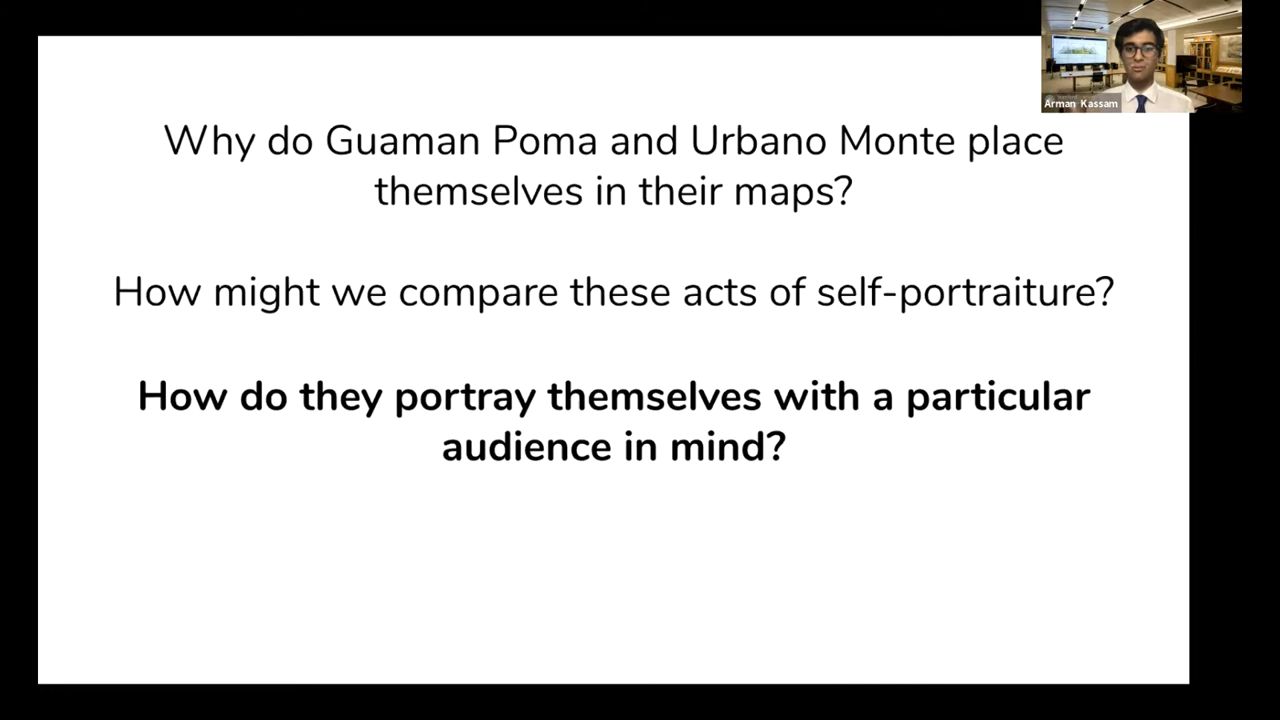 Arman Kassam
Why do Guaman Poma and Urbano Monte place
themselves in their maps?
How might we compare these acts of self-portraiture?
How do they portray themselves with a particular
audience in mind?